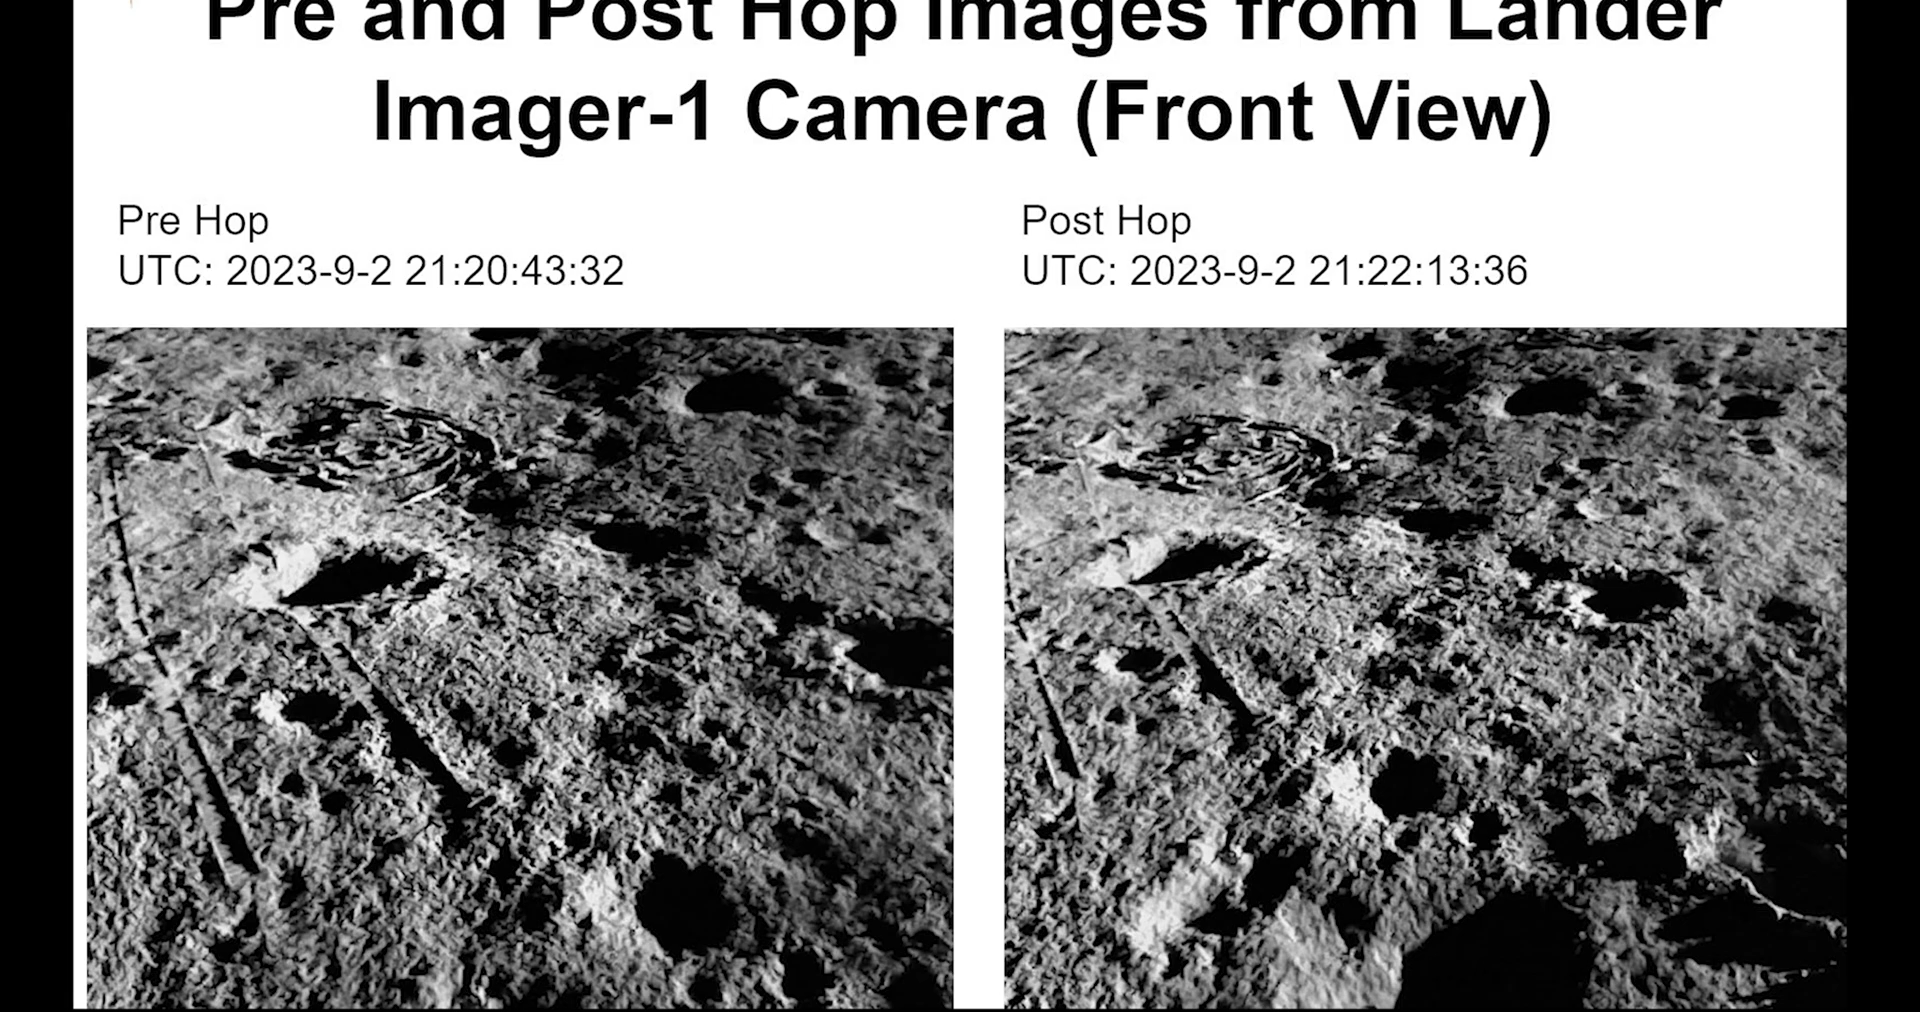 Pre and Post Hop Images from Lander
Imager-1 Camera (Front View)
Pre Hop
UTC: 2023-9-2 21:20:43:32
Post Hop
UTC: 2023-9-2 21:22:13:36